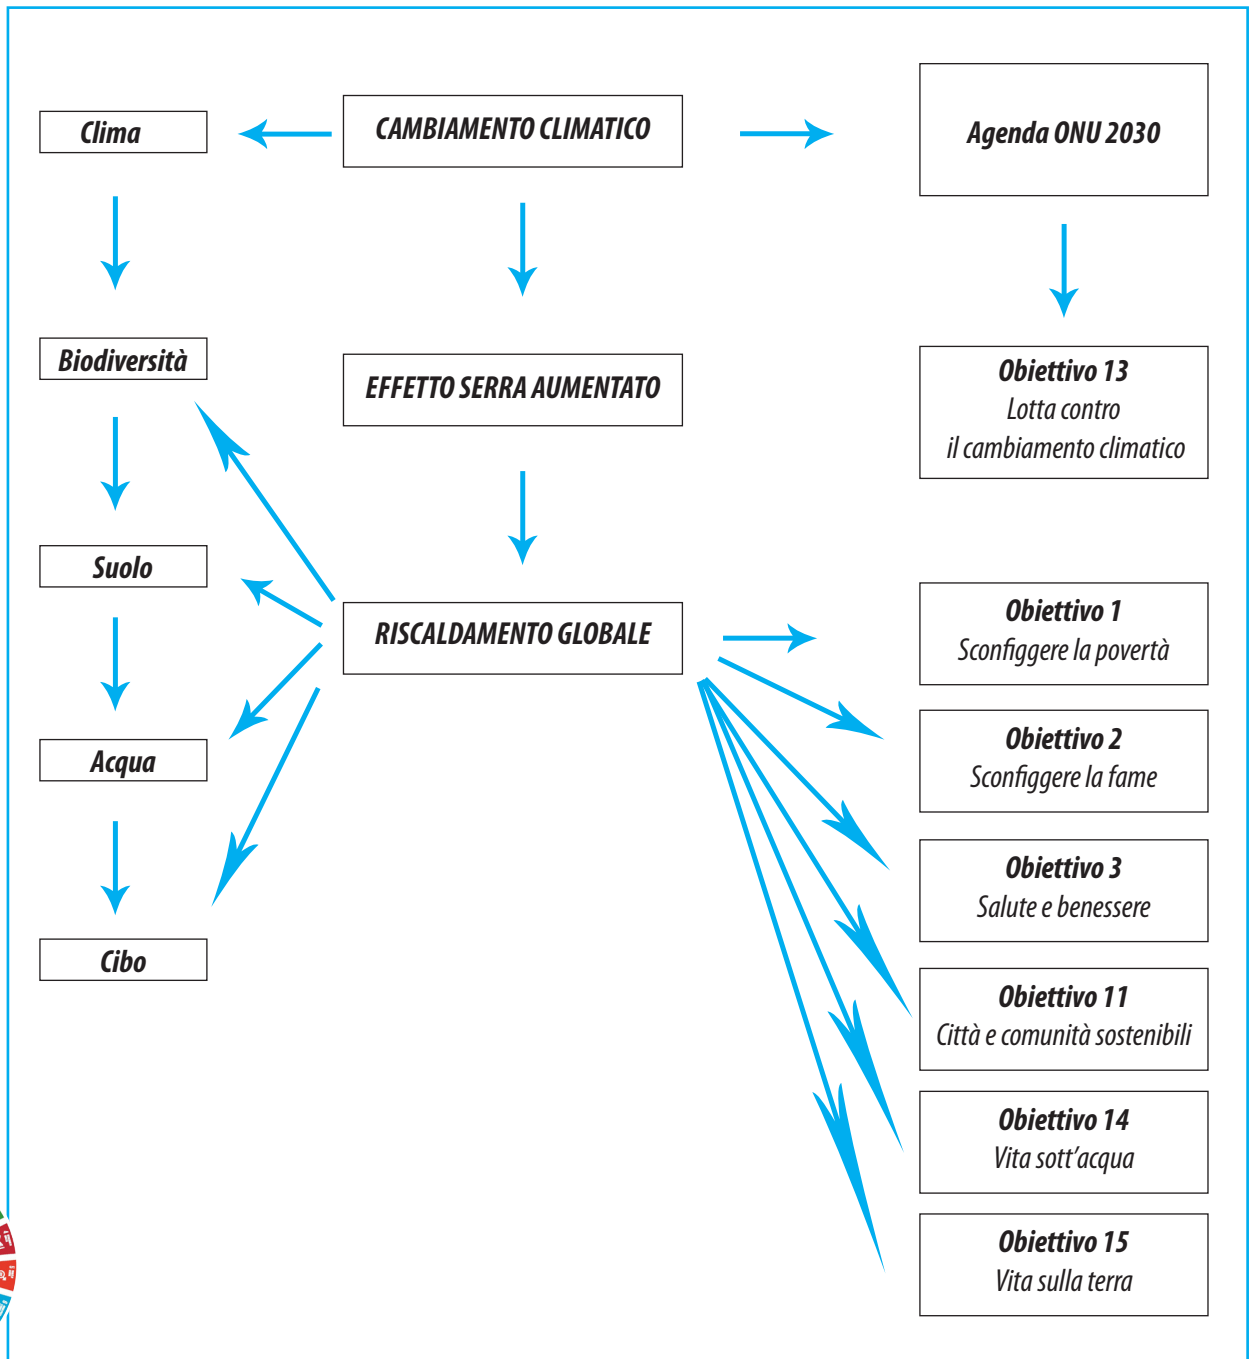 Clima
CAMBIAMENTO CLIMATICO
Agenda ONU 2030
Biodiversità
EFFETTO SERRA AUMENTATO
Obiettivo 13
Lotta contro
il cambiamento climatico
Suolo
RISCALDAMENTO GLOBALE
Obiettivo 1
Sconfiggere la povertà
Acqua
Obiettivo 2
Sconfiggere la fame
Obiettivo 3
Salute e benessere
Cibo
Obiettivo 11
Città e comunità sostenibili
Obiettivo 14
Vita sott'acqua
Obiettivo 15
Vita sulla terra